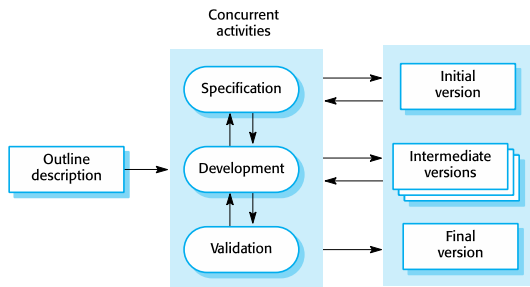 Concurrent
activities
Specification
Initial
version
Outline
description
Development
Intermediate
versions
Validation
Final
version